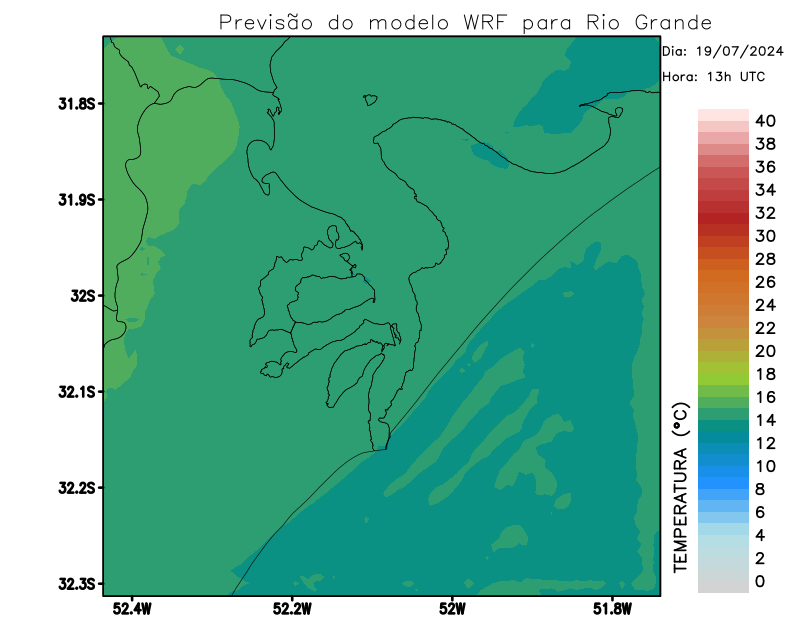 Previsão do modelo WRF para Rio Grande
Dia: 19/07/2024
Hora: 13h UTC
31.8S
31.9S
32S
32.1S
32.2S
32.3S
52.4W
52.2W
52W
51.8W
TEMPERATURA (°C)
40
38
36
34
32
30
28
26
24
22
20
18
16
14
12
10
8
6
4
2
0